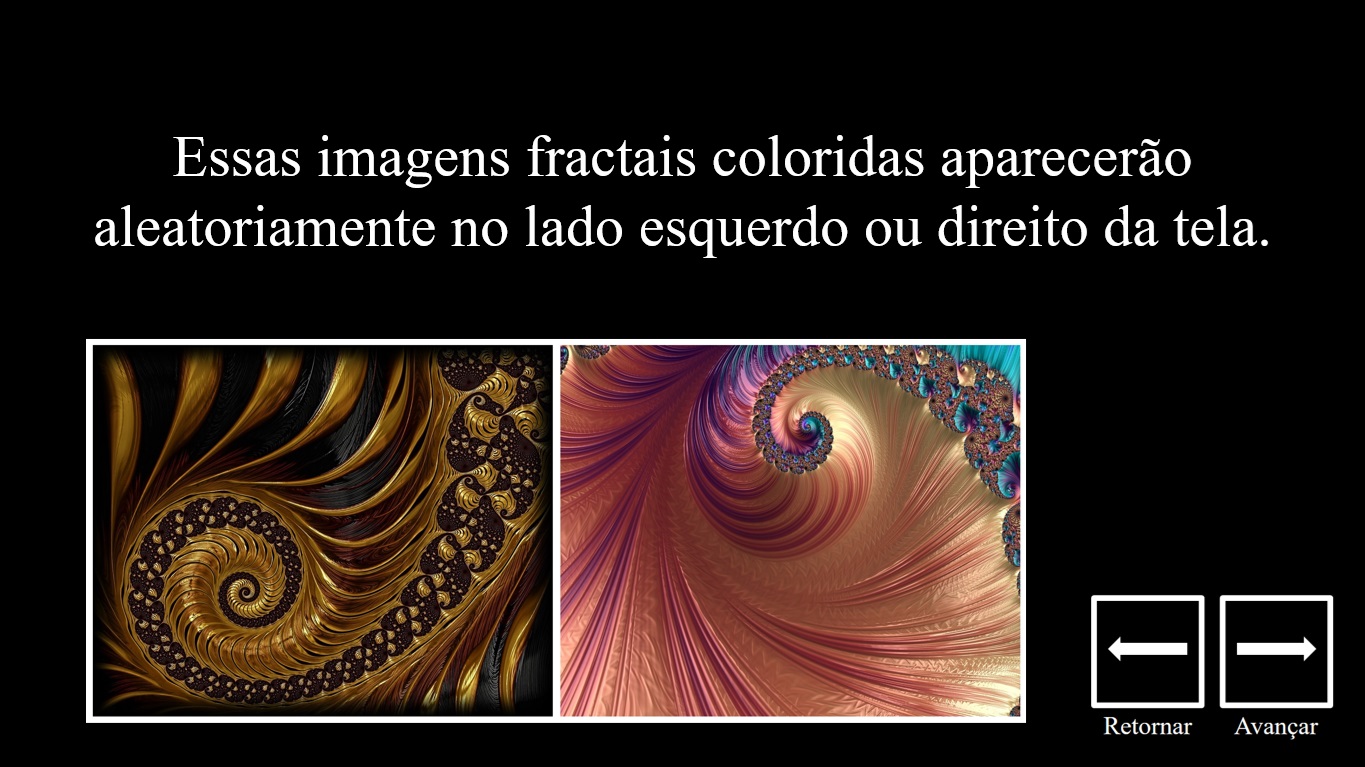 Essas imagens fractais coloridas aparecerão
aleatoriamente no lado esquerdo ou direito da tela.
Retornar
Avançar